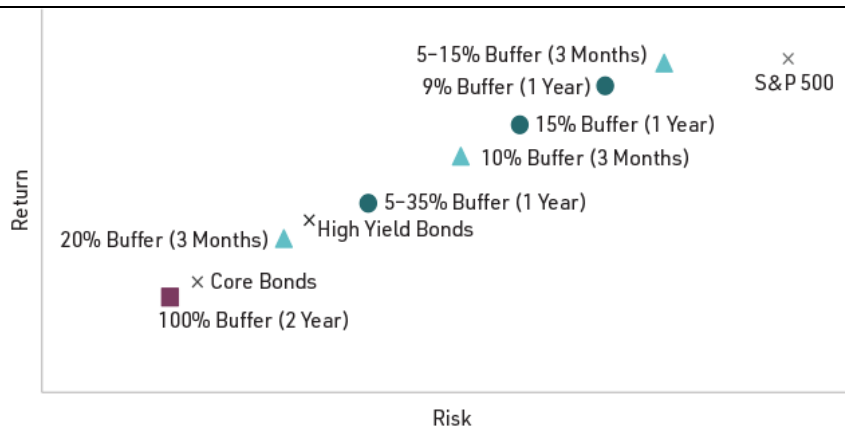 5–15% Buffer (3 Months)
S&P 500
9% Buffer (1 Year)
15% Buffer (1 Year)
10% Buffer (3 Months)
5–35% Buffer (1 Year)
High Yield Bonds
20% Buffer (3 Months)
Core Bonds
100% Buffer (2 Year)
Return
Risk